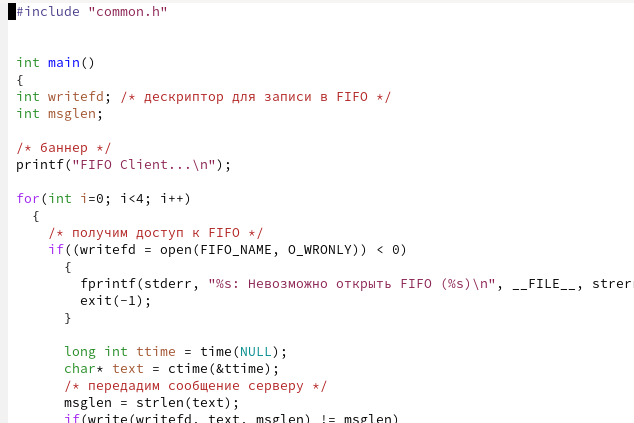 #include "common.h"
int main()
{
int writefd; /* дескриптор для записи в FIFO */
int msglen;
/* баннер */
printf("FIFO Client...\n");
for(int i=0; i<4; i++)
{
/* получим доступ к FIFO */
if((writefd = open(FIFO_NAME, O_WRONLY)) < 0)
{
fprintf(stderr, "%s: Невозможно открыть FIFO (%s)\n", __FILE__,
exit(-1);
}
long int ttime = time(NULL);
char* text = ctime(&ttime);
/* передадим сообщение серверу */
msglen = strlen(text);
if(write(writefd, text, msglen) != msglen)